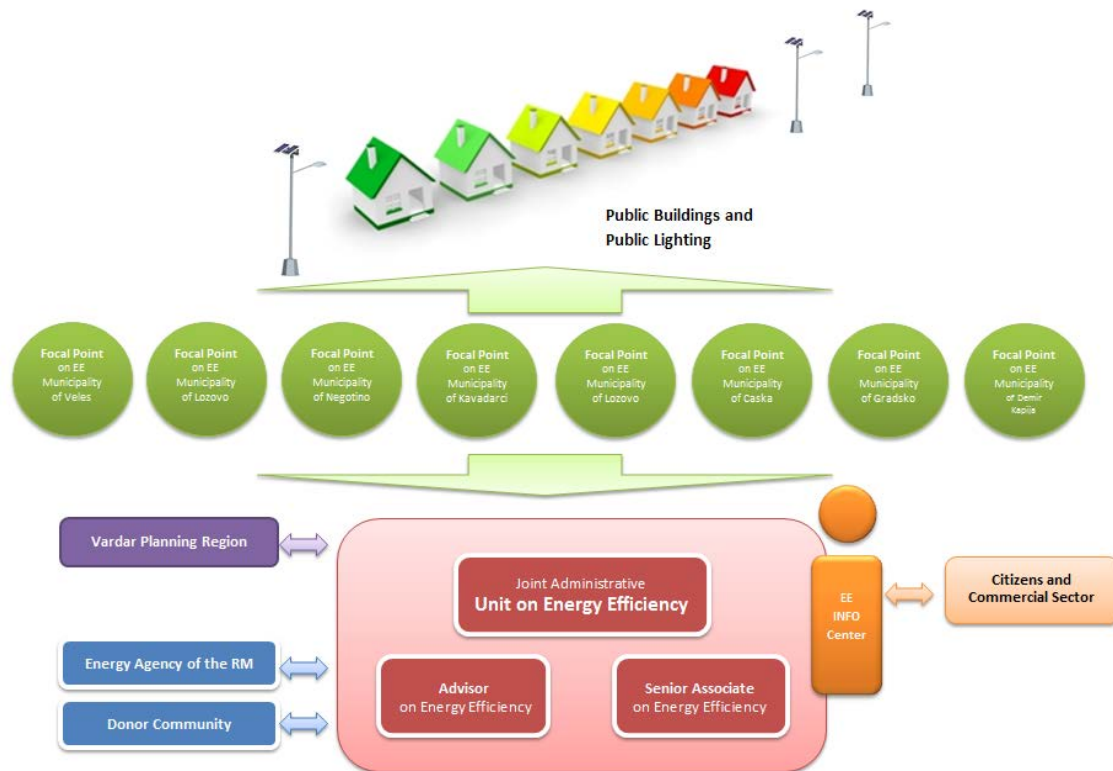 Public Buildings and
Public Lighting
Focal Point
on EE
Municipality
of Veles
Focal Point
on EE
Municipality
of Lozovo
Focal Point
on EE
Municipality
of Negotino
Focal Point
on EE
Municipality
of Kavadarci
Focal Point
on EE
Municipality
of Lozovo
Focal Point
on EE
Municipality
of Caska
Focal Point
on EE
Municipality
of Gradsko
Focal Point
on EE
Municipality
of Demir
Kapija
Vardar Planning Region
Joint Administrative
Unit on Energy Efficiency
EE
INFO
Center
Citizens and
Commercial Sector
Energy Agency of the RM
Advisor
on Energy Efficiency
Senior Associate
on Energy Efficiency
Donor Community